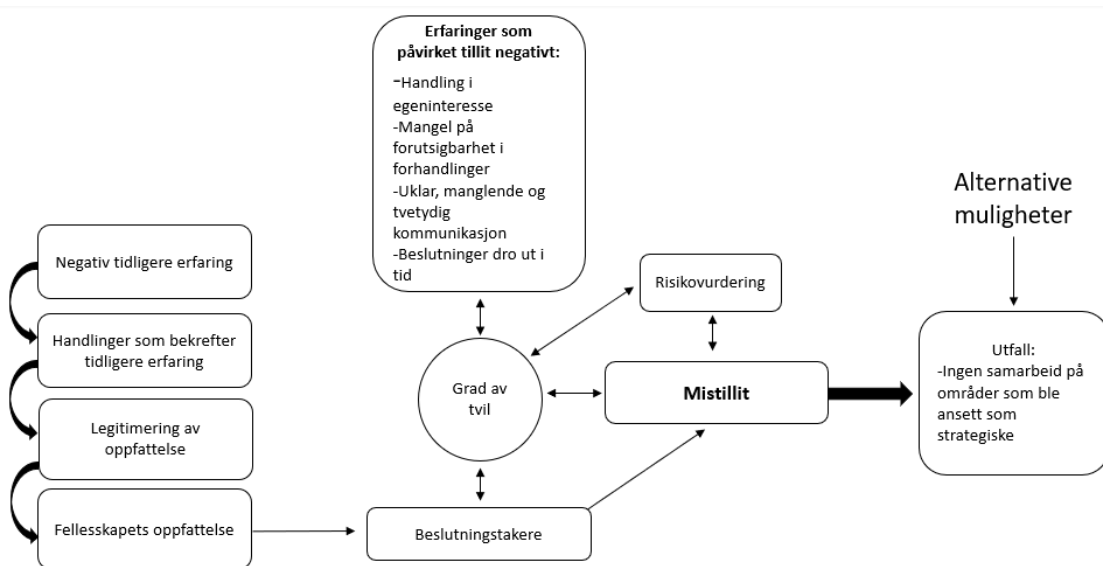 Erfaringer som
påvirket tillit negativt:
-Handling i
egeninteresse
-Mangel på
forutsigbarhet i
forhandlinger
-Uklar, manglende og
tvetydig
kommunikasjon
-Beslutninger dro ut i
tid
Negativ tidligere erfaring
Handlinger som bekrefter
tidligere erfaring
Legitimering av
oppfattelse
Fellesskapets oppfattelse
Grad av
tvil
Beslutningstakere
Risikovurdering
Mistillit
Alternative
muligheter
Utfall:
-Ingen samarbeid på
områder som ble
ansett som
strategiske